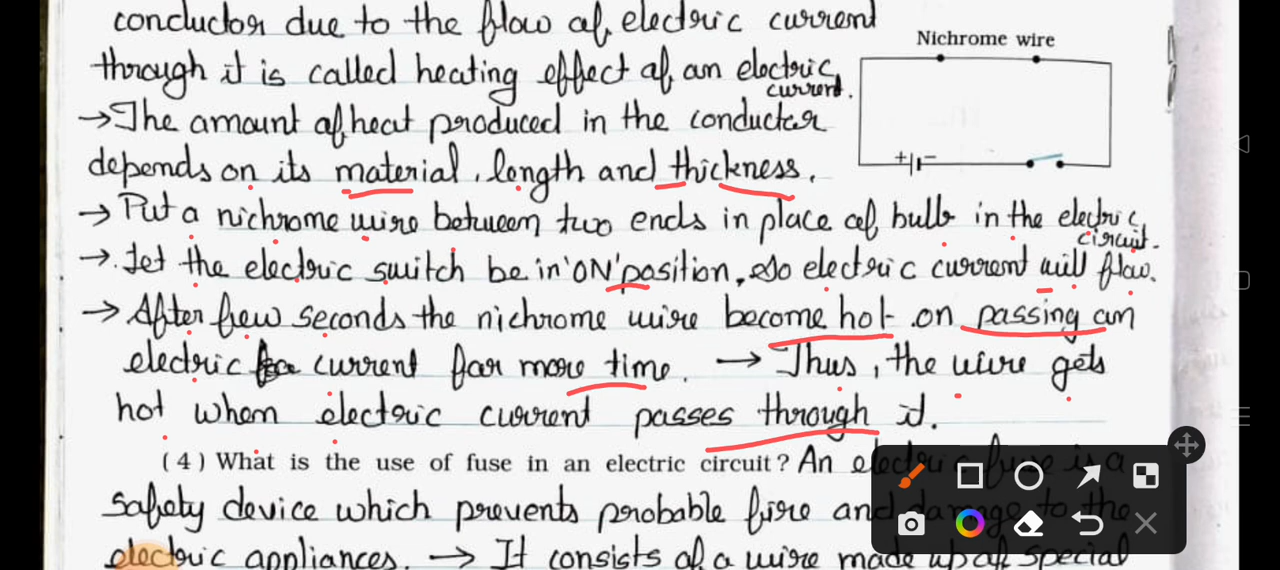 conductor due to the flow of electric current
Nichrome wire
through it is called heating effect of an electric current.
→ The amount of heat produced in the conductor
depends on its material, length and thickness.
+ −
→ Put a nichrome wire between two ends in place of bulb in the electric circuit.
→ Let the electric switch be in 'ON' position, so electric current will flow.
→ After few seconds the nichrome wire become hot on passing an
electric current for more time. → Thus, the wire gets
hot when electric current passes through it.
(4) What is the use of fuse in an electric circuit? An electric fuse is a
safety device which prevents probable fire and damage to the
electric appliances. → It consists of a wire made up of special